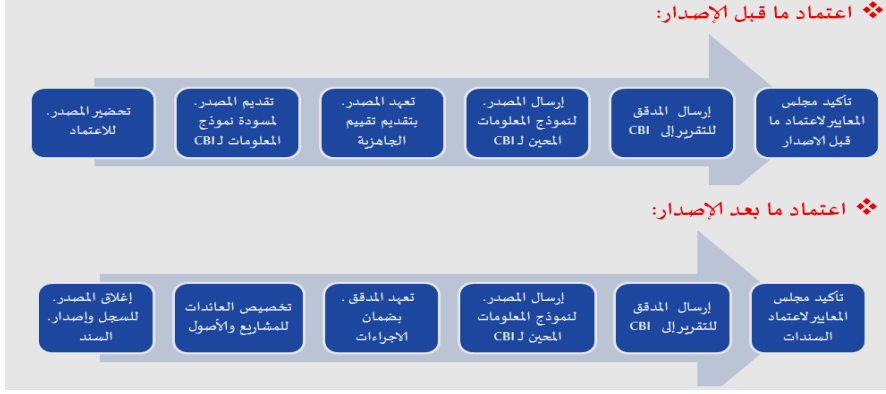 ❖ اعتماد ما قبل الإصدار:
تحضير المصدر.
للاعتماد
تقديم المصدر.
لمسودة نموذج
المعلومات لـ CBI
تعهد المصدر.
بتقديم تقييم
الجاهزية
إرسال المصدر.
لنموذج المعلومات
المحين لـ CBI
إرسال المدقق
للتقرير إلى CBI
تأكيد مجلس
المعايير لاعتماد ما
قبل الاصدار
❖ اعتماد ما بعد الإصدار:
إغلاق المصدر.
للسجل وإصدار.
السند
تخصيص العائدات
للمشاريع والأصول
تعهد المدقق .
بضمان
الاجراءات
إرسال المصدر.
لنموذج المعلومات
المحين لـ CBI
إرسال المدقق
للتقرير إلى CBI
تأكيد مجلس
المعايير لاعتماد
السندات